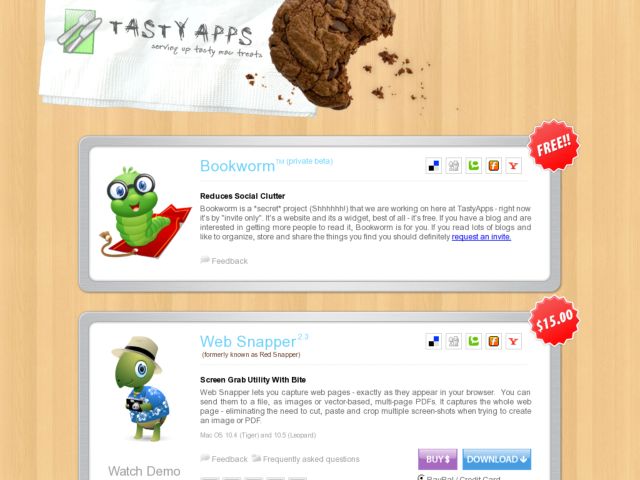 TASTY APPS
serving up tasty mac treats
FREE!!
Bookworm TM (private beta)
Reduces Social Clutter
Bookworm is a "secret" project (Shhhhhh!) that we are working on here at TastyApps - right now
it's by "invite only". It's a website and its a widget, best of all - it's free. If you have a blog and are
interested in getting more people to read it, Bookworm is for you. If you read lots of blogs and
like to organize, store and share the things you find you should definitely request an invite.
Feedback
$15.00
Web Snapper 2.3
(formerly known as Red Snapper)
Screen Grab Utility With Bite
Web Snapper lets you capture web pages - exactly as they appear in your browser. You can
send them to a file, as images or vector-based, multi-page PDFs. It captures the whole web
page - eliminating the need to cut, paste and crop multiple screen-shots when trying to create
an image or PDF.
Mac OS 10.4 (Tiger) and 10.5 (Leopard)
Feedback Frequently asked questions
BUY $ DOWNLOAD
Watch Demo
PayPal / Credit Card